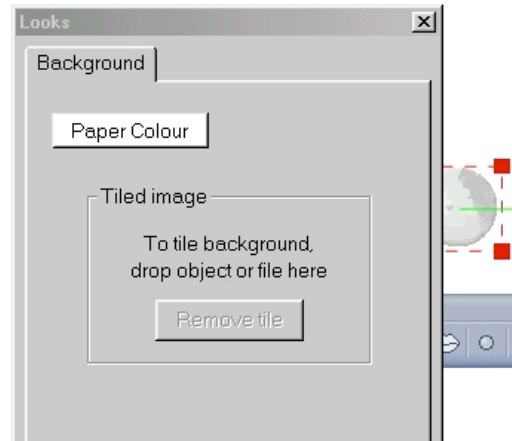 Looks
Background
Paper Colour
Tiled image
To tile background,
drop object or file here
Remove tile